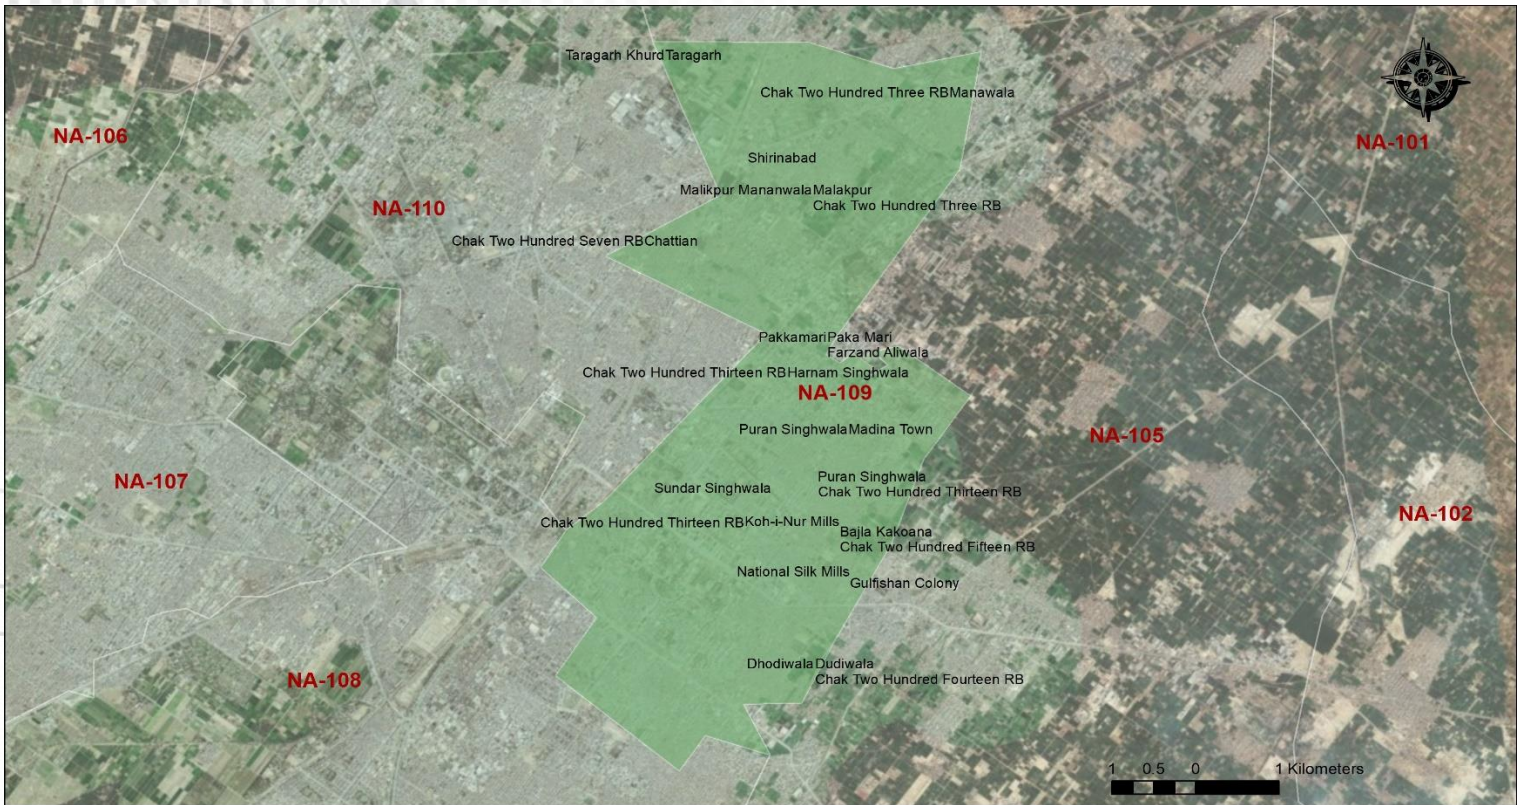 Taragarh Khurd Taragarh
Chak Two Hundred Three RB Manawala
NA-106
NA-101
Shirinabad
Malikpur Mananwala Malakpur
Chak Two Hundred Three RB
NA-110
Chak Two Hundred Seven RB Chattian
Pakkamari Paka Mari
Farzand Aliwala
Chak Two Hundred Thirteen RB Harnam Singhwala
NA-109
Puran Singhwala Madina Town
NA-105
Puran Singhwala
Chak Two Hundred Thirteen RB
NA-107
Sundar Singhwala
NA-102
Chak Two Hundred Thirteen RB Koh-i-Nur Mills
Bajla Kakoana
Chak Two Hundred Fifteen RB
National Silk Mills
Gulfishan Colony
Dhodiwala Dudiwala
Chak Two Hundred Fourteen RB
NA-108
1 0.5 0 1 Kilometers